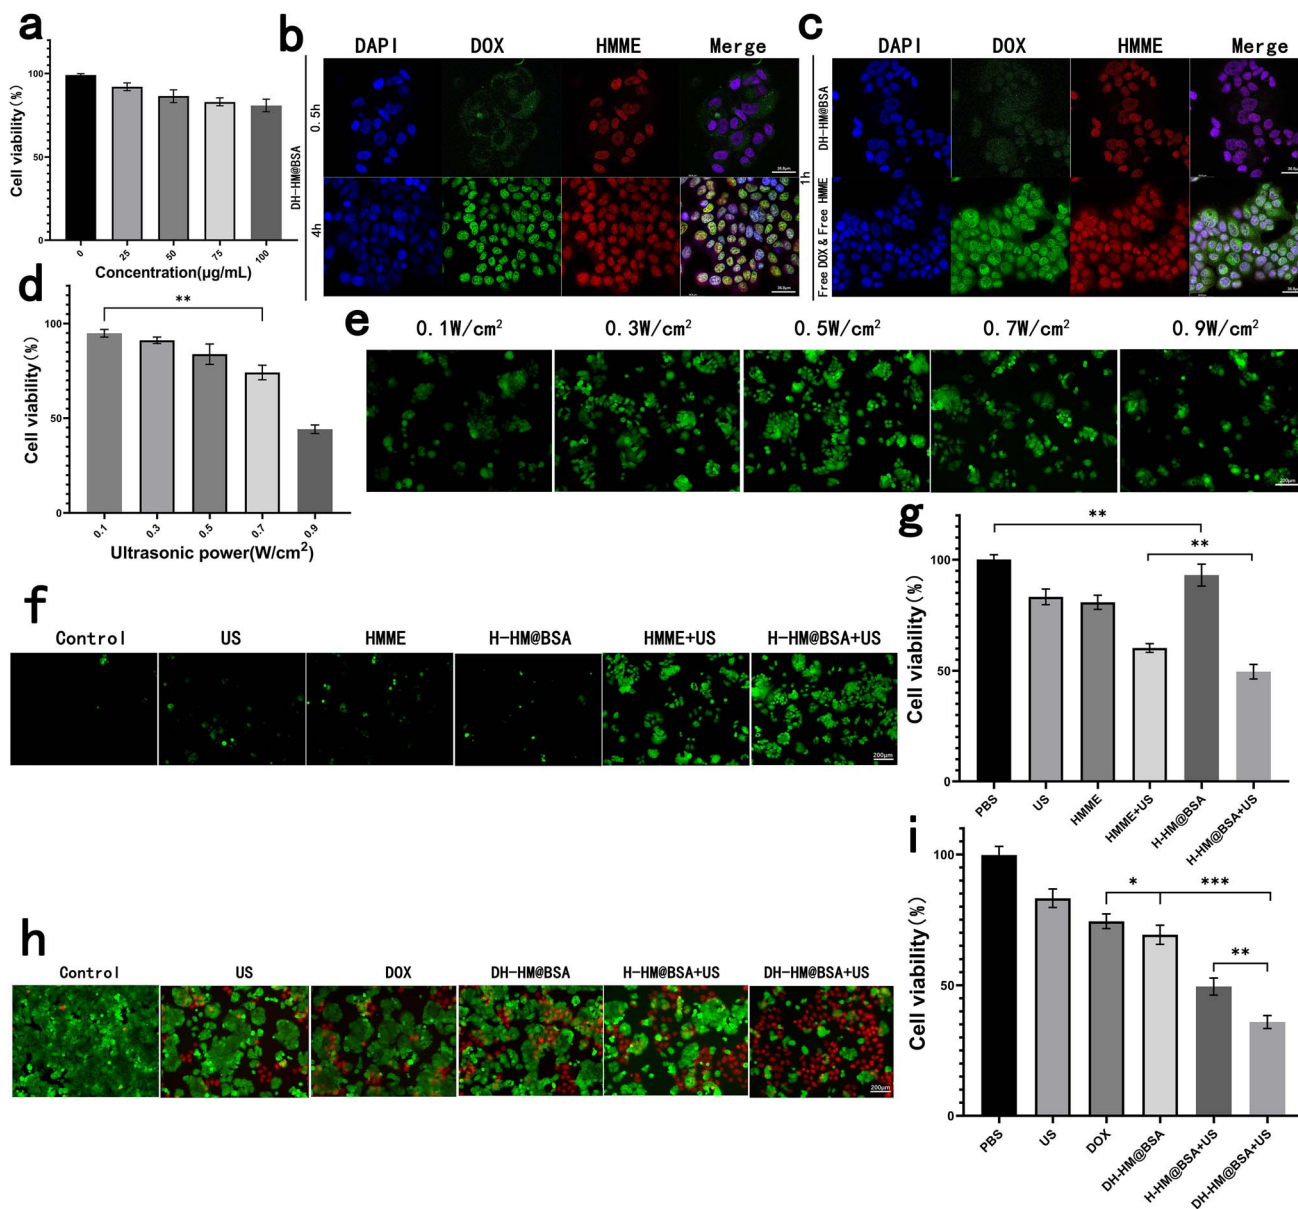 a
Cell viability(%)
100
50
0
0
25
50
75
100
Concentration(μg/mL)
b
DAPI
DOX
HMME
Merge
DH-HM@BSA
0.5h
4h
c
DAPI
DOX
HMME
Merge
1h
DH-HM@BSA
Free DOX & Free HMME
d
**
Cell viability(%)
100
50
0
0.1
0.3
0.5
0.7
0.9
Ultrasonic power(W/cm²)
e
0.1W/cm²
0.3W/cm²
0.5W/cm²
0.7W/cm²
0.9W/cm²
200μm
f
Control
US
HMME
H-HM@BSA
HMME+US
H-HM@BSA+US
200μm
g
**
**
Cell viability(%)
100
50
0
PBS
US
HMME
HMME+US
H-HM@BSA
H-HM@BSA+US
h
Control
US
DOX
DH-HM@BSA
H-HM@BSA+US
DH-HM@BSA+US
200μm
i
*
***
**
Cell viability(%)
100
50
0
PBS
US
DOX
DH-HM@BSA
H-HM@BSA+US
DH-HM@BSA+US